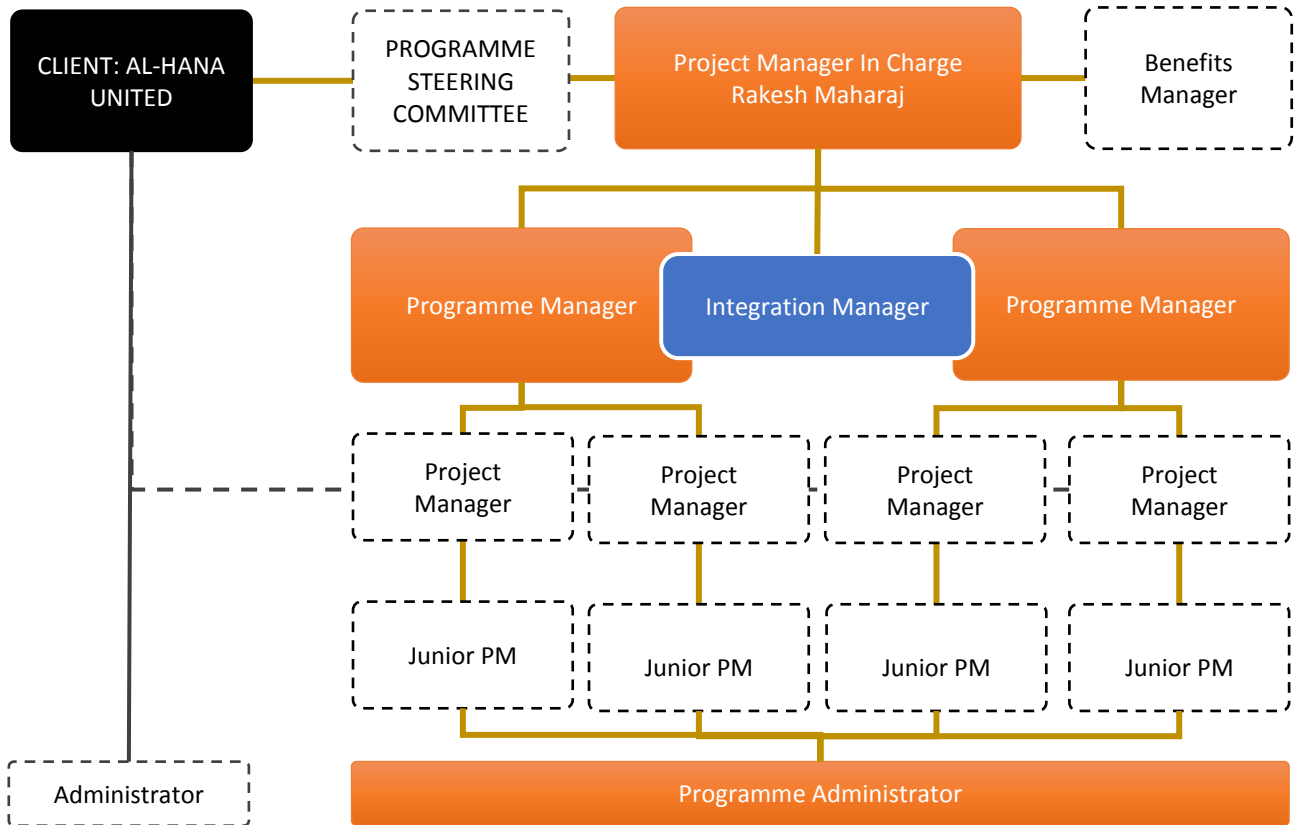 CLIENT: AL-HANA
UNITED
PROGRAMME
STEERING
COMMITTEE
Project Manager In Charge
Rakesh Maharaj
Benefits
Manager
Programme Manager
Integration Manager
Programme Manager
Project
Manager
Project
Manager
Project
Manager
Project
Manager
Junior PM
Junior PM
Junior PM
Junior PM
Administrator
Programme Administrator